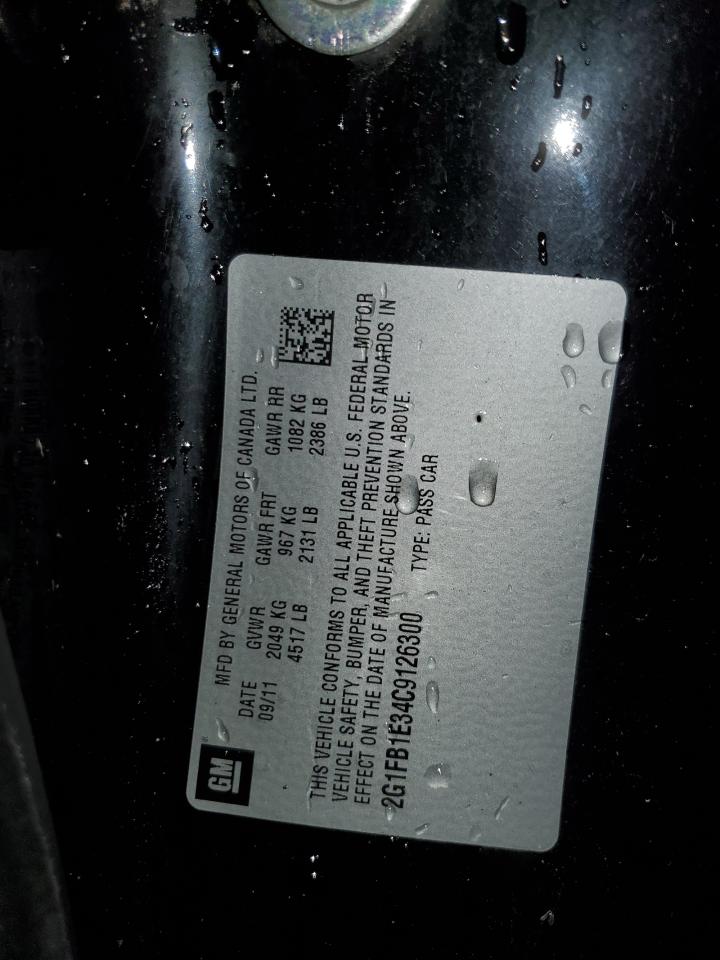 GM
MFD BY GENERAL MOTORS OF CANADA LTD.
DATE GVWR GAWR FRT GAWR RR
09/11 2049 KG 967 KG 1082 KG
4517 LB 2131 LB 2386 LB
THIS VEHICLE CONFORMS TO ALL APPLICABLE U.S. FEDERAL MOTOR
VEHICLE SAFETY, BUMPER, AND THEFT PREVENTION STANDARDS IN
EFFECT ON THE DATE OF MANUFACTURE SHOWN ABOVE.
2G1FB1E34C9126300 TYPE: PASS CAR